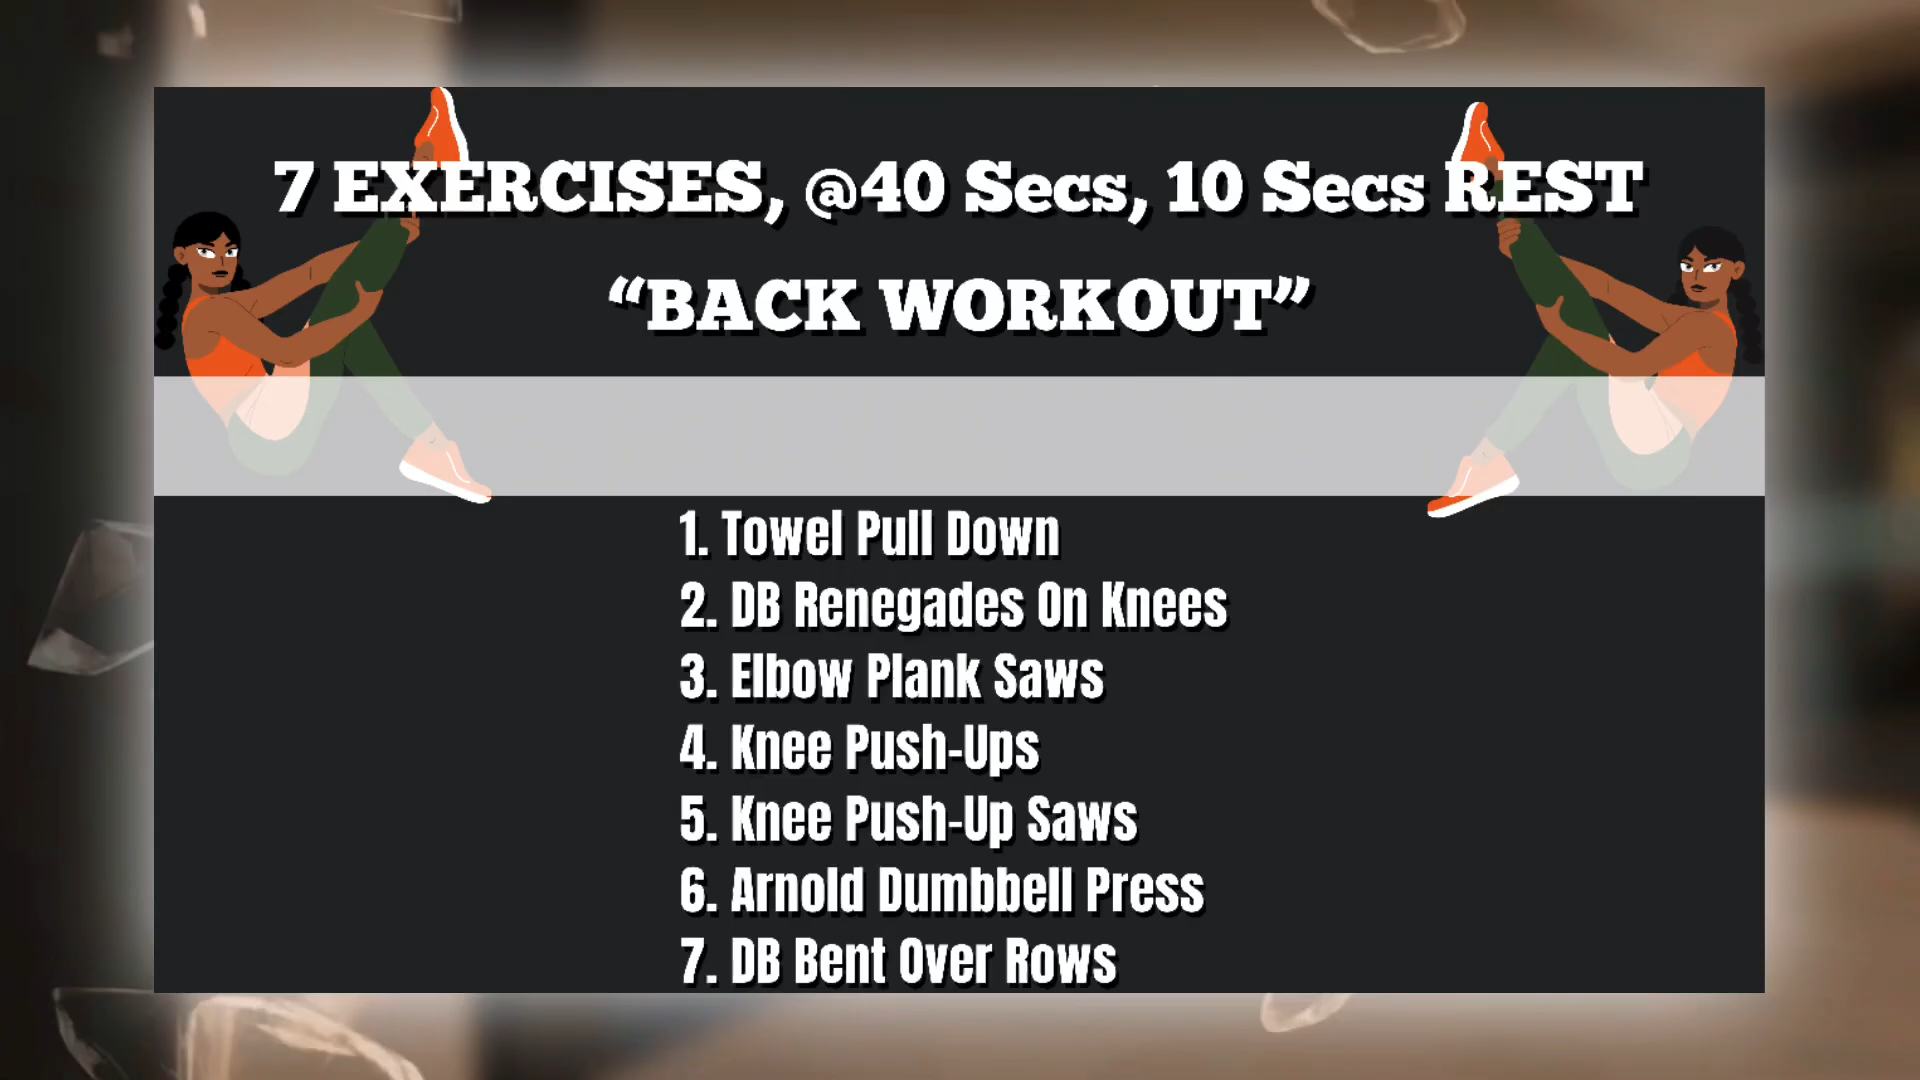 7 EXERCISES, @40 Secs, 10 Secs REST
“BACK WORKOUT”
1. Towel Pull Down
2. DB Renegades On Knees
3. Elbow Plank Saws
4. Knee Push-Ups
5. Knee Push-Up Saws
6. Arnold Dumbbell Press
7. DB Bent Over Rows